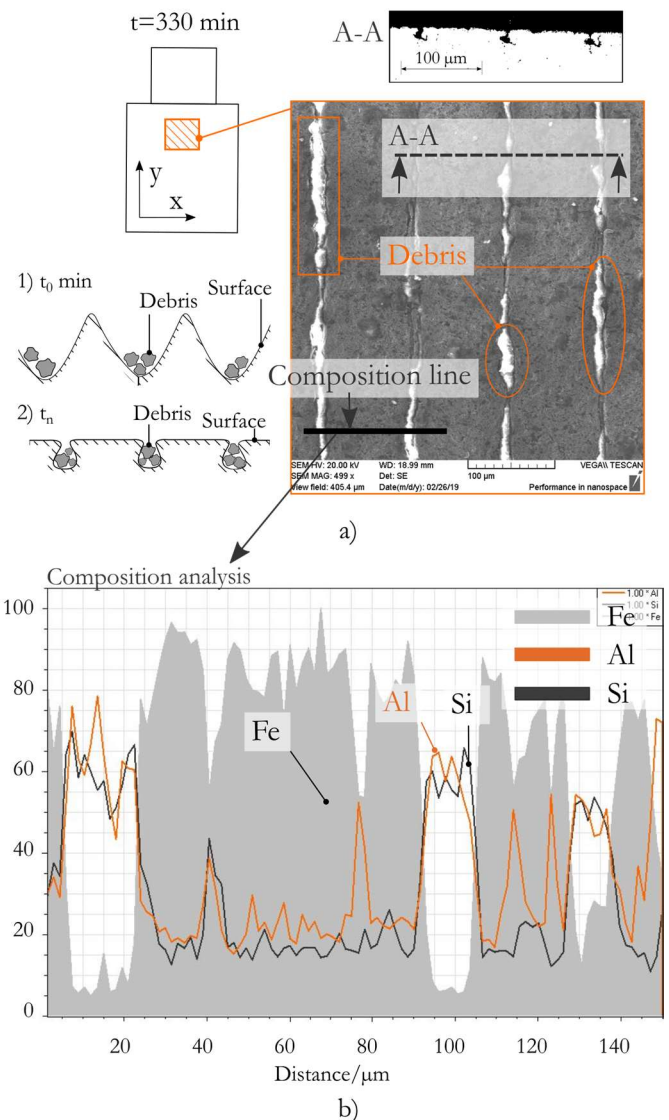 t=330 min
A-A
100 μm
y
x
A-A
Debris
Composition line
1) t0 min
Debris
Surface
2) tn
Debris
Surface
SEM HV: 20.00 kV
WD: 18.99 mm
VEGA\\ TESCAN
SEM MAG: 499 x
Det: SE
100 μm
View field: 405.4 μm
Date(m/d/y): 02/26/19
Performance in nanospace
a)
Composition analysis
100
80
60
40
20
0
1.00 * Al
1.00 * Si
Fe
Al
Si
Fe
Al
Si
20
40
60
80
100
120
140
Distance/μm
b)